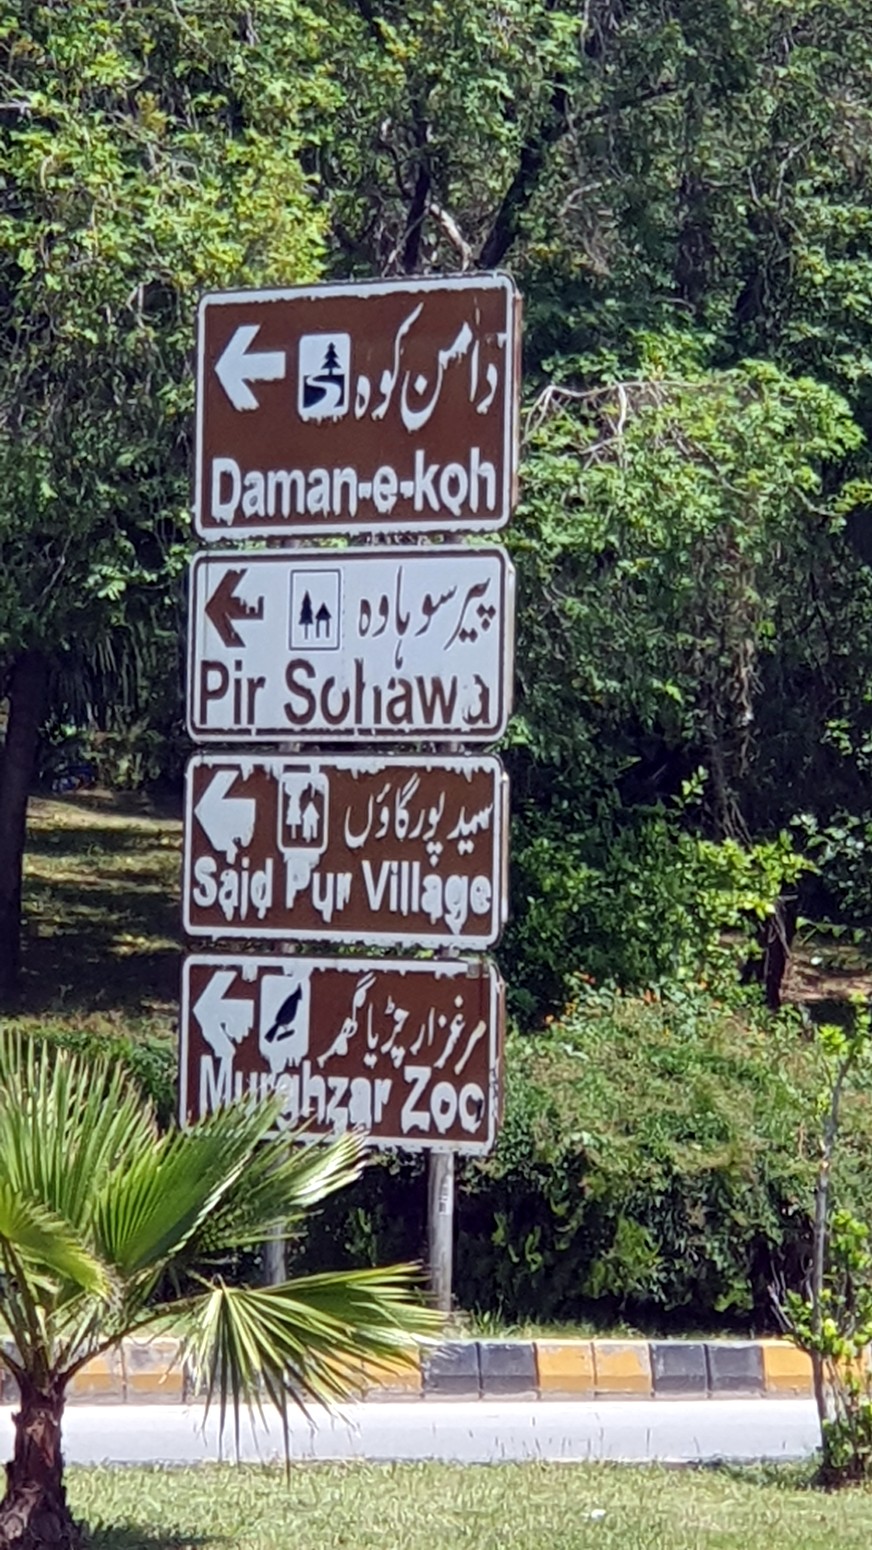 دامن کوہ
Daman-e-koh
پیر سوہاوہ
Pir Sohawa
سید پور گاؤں
Said Pur Village
مرغزار چڑیا گھر
Murghzar Zoo